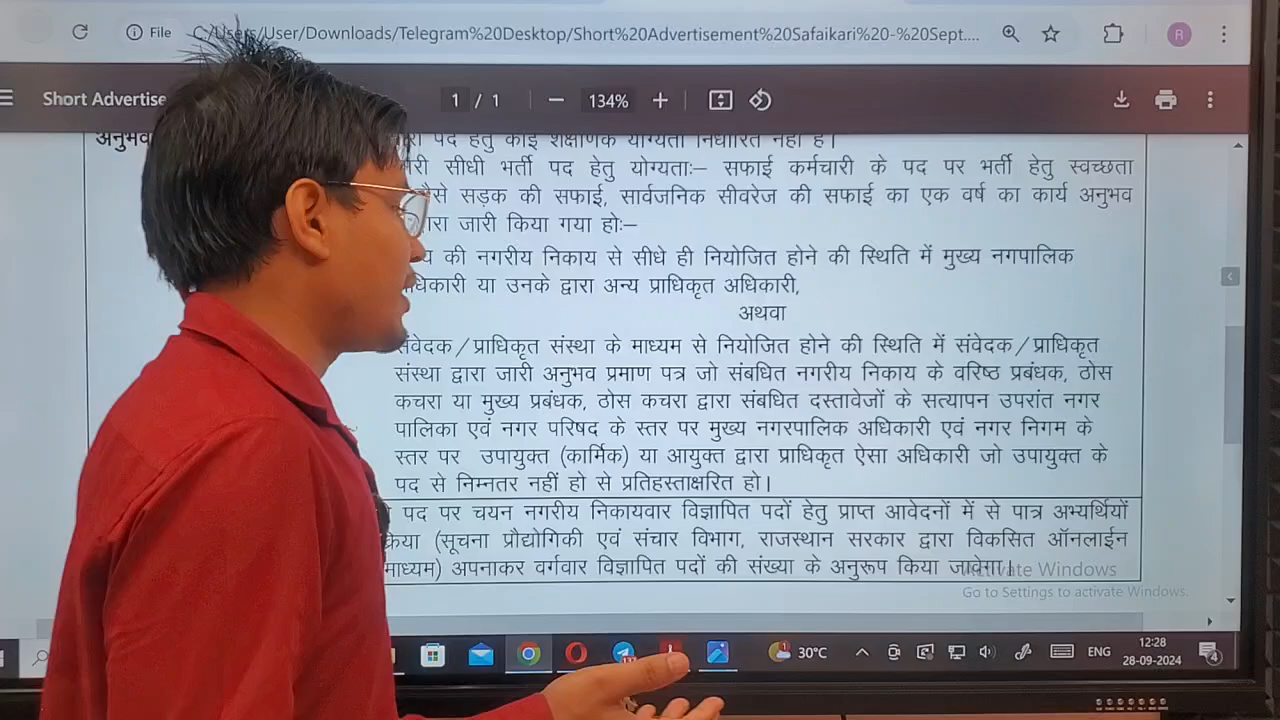 File C:/Users/User/Downloads/Telegram%20Desktop/Short%20Advertisement%20Safaikari%20-%20Sept....
R
Short Advertise
1 / 1
134%
अनुभव
पद हेतु कोई शैक्षणिक योग्यता निर्धारित नहीं है।
सीधी भर्ती पद हेतु योग्यताः– सफाई कर्मचारी के पद पर भर्ती हेतु स्वच्छता
सड़क की सफाई, सार्वजनिक सीवरेज की सफाई का एक वर्ष का कार्य अनुभव
जारी किया गया होः–
की नगरीय निकाय से सीधे ही नियोजित होने की स्थिति में मुख्य नगपालिक
या उनके द्वारा अन्य प्राधिकृत अधिकारी,
अथवा
संवेदक/प्राधिकृत संस्था के माध्यम से नियोजित होने की स्थिति में संवेदक/प्राधिकृत
संस्था द्वारा जारी अनुभव प्रमाण पत्र जो संबधित नगरीय निकाय के वरिष्ठ प्रबंधक, ठोस
कचरा या मुख्य प्रबंधक, ठोस कचरा द्वारा संबधित दस्तावेजों के सत्यापन उपरांत नगर
पालिका एवं नगर परिषद के स्तर पर मुख्य नगरपालिक अधिकारी एवं नगर निगम के
स्तर पर उपायुक्त (कार्मिक) या आयुक्त द्वारा प्राधिकृत ऐसा अधिकारी जो उपायुक्त के
पद से निम्नतर नहीं हो से प्रतिहस्ताक्षरित हो।
पद पर चयन नगरीय निकायवार विज्ञापित पदों हेतु प्राप्त आवेदनों में से पात्र अभ्यर्थियों
(सूचना प्रौद्योगिकी एवं संचार विभाग, राजस्थान सरकार द्वारा विकसित ऑनलाईन
माध्यम) अपनाकर वर्गवार विज्ञापित पदों की संख्या के अनुरूप किया जावेगा।
Activate Windows
Go to Settings to activate Windows.
30°C
ENG
12:28
28-09-2024
4